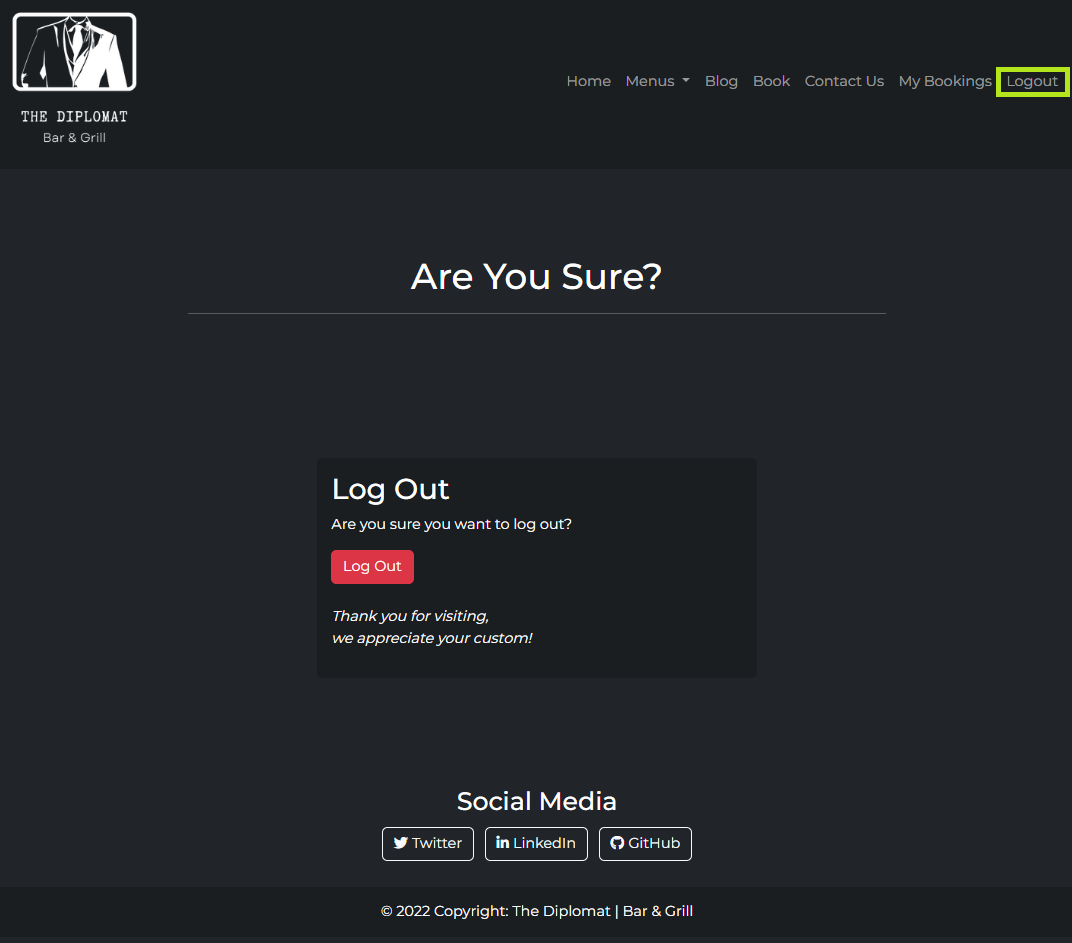 THE DIPLOMAT
Bar & Grill
Home Menus Blog Book Contact Us My Bookings Logout
Are You Sure?
Log Out
Are you sure you want to log out?
Log Out
Thank you for visiting,
we appreciate your custom!
Social Media
Twitter LinkedIn GitHub
© 2022 Copyright: The Diplomat | Bar & Grill